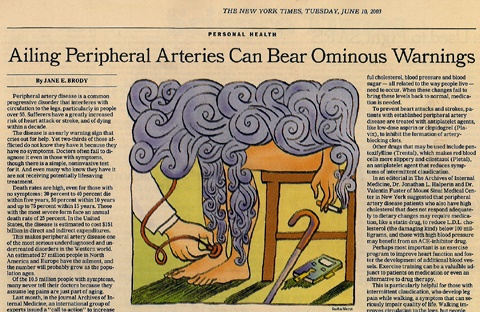 THE NEW YORK TIMES, TUESDAY, JUNE 10, 2003
PERSONAL HEALTH
Ailing Peripheral Arteries Can Bear Ominous Warnings
By JANE E. BRODY
Peripheral artery disease is a common
progressive disorder that interferes with
circulation to the legs, particularly in people
over 55. Sufferers have a greatly increased
risk of heart attack or stroke, and of dying
within a decade.
The disease is an early warning sign that
cries out for help. Yet two-thirds of those af-
flicted do not know they have it because they
have no symptoms. Doctors often fail to di-
agnose it even in those with symptoms,
though there is a simple, noninvasive test
for it. And even many who know they have it
are not receiving potentially lifesaving
treatment.
Death rates are high, even for those with
no symptoms: 20 percent to 40 percent die
within five years, 50 percent within 10 years
and up to 75 percent within 15 years. Those
with the most severe form face an annual
death rate of 25 percent. In the United
States, the disease is estimated to cost $151
billion in direct and indirect expenditures.
This makes peripheral artery disease one
of the most serious underdiagnosed and un-
dertreated disorders in the Western world.
An estimated 27 million people in North
America and Europe have the ailment, and
the number will probably grow as the popu-
lation ages.
Of the 10.5 million people with symptoms,
many never tell their doctors because they
assume leg pains are just part of aging.
Last month, in the journal Archives of In-
ternal Medicine, an international group of
experts issued a "call to action" to increase
ful cholesterol, blood pressure and blood
sugar — all related to the way people live —
need to occur. When these changes fail to
bring these levels back to normal, medica-
tion is needed.
To prevent heart attacks and strokes, pa-
tients with established peripheral artery
disease are treated with antiplatelet agents,
like low-dose aspirin or clopidogrel (Pla-
vix), to inhibit the formation of artery-
blocking clots.
Other drugs that may be used include pen-
toxifylline (Trental), which makes red blood
cells more slippery and cilostazol (Pletal),
an antiplatelet agent that reduces symp-
toms of intermittent claudication.
In an editorial in The Archives of Internal
Medicine, Dr. Jonathan L. Halperin and Dr.
Valentin Fuster of Mount Sinai Medical Cen-
ter in New York suggested that peripheral
artery disease patients who also have high
cholesterol that does not respond adequate-
ly to dietary changes may require medica-
tion, like a static drug, to reduce L.D.L. cho-
lesterol (the damaging kind) below 100 mil-
ligrams, and those with high blood pressure
may benefit from an ACE-inhibitor drug.
Perhaps most important is an exercise
program to improve heart function and fos-
ter the development of additional blood ves-
sels. Exercise training can be a valuable ad-
junct to patients on medication or even an
alternative to drug therapy.
This is particularly helpful for those with
intermittent claudication, who develop leg
pain while walking, a symptom that can se-
riously impair quality of life. Walking im-